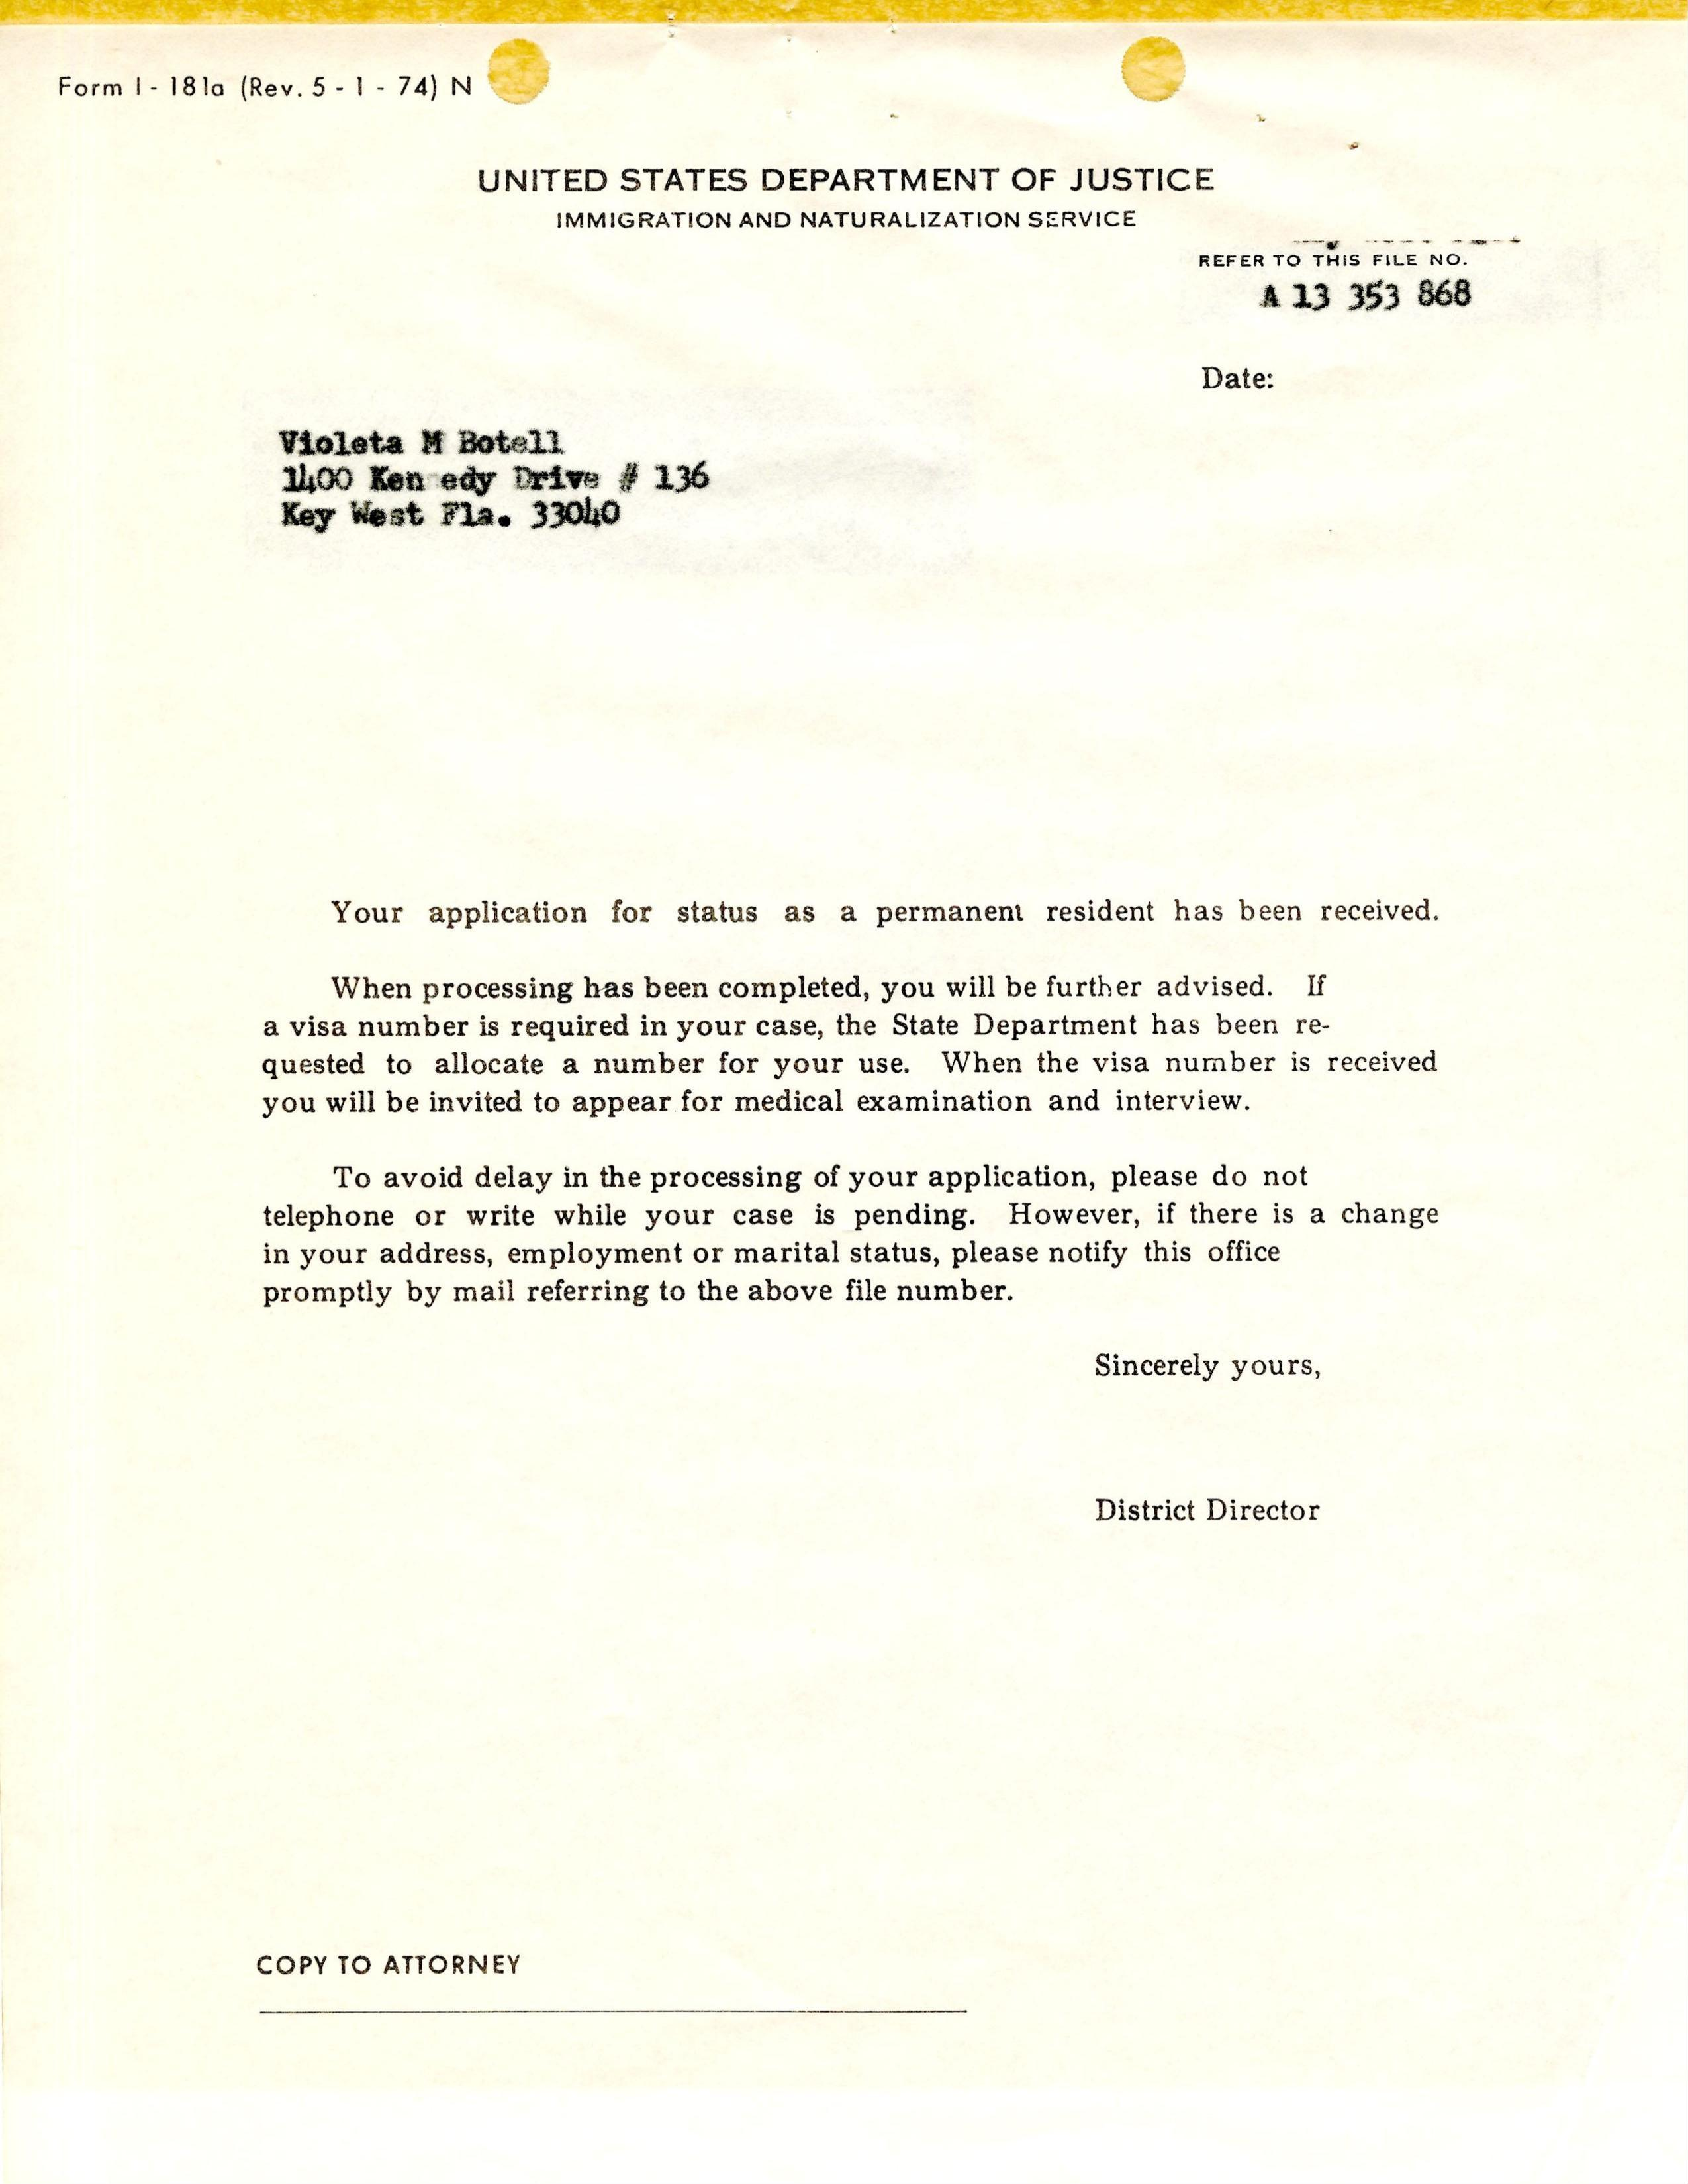 Form I - 181a (Rev. 5 - 1 - 74) N
UNITED STATES DEPARTMENT OF JUSTICE
IMMIGRATION AND NATURALIZATION SERVICE
REFER TO THIS FILE NO.
A 13 353 868
Date:
Violeta M Botell
1400 Ken edy Drive # 136
Key West Fla. 33040
Your application for status as a permanent resident has been received.
When processing has been completed, you will be further advised. If
a visa number is required in your case, the State Department has been re-
quested to allocate a number for your use. When the visa number is received
you will be invited to appear for medical examination and interview.
To avoid delay in the processing of your application, please do not
telephone or write while your case is pending. However, if there is a change
in your address, employment or marital status, please notify this office
promptly by mail referring to the above file number.
Sincerely yours,
District Director
COPY TO ATTORNEY